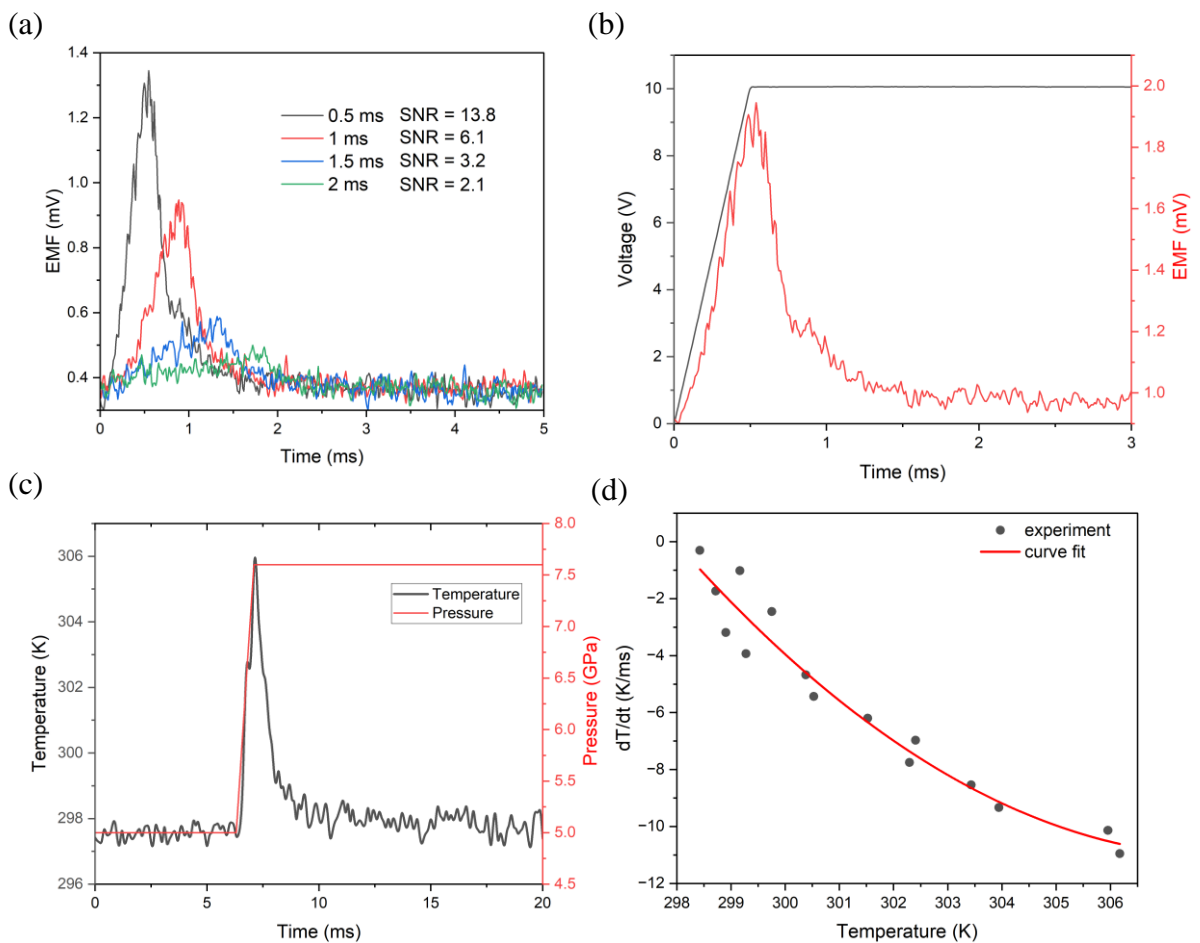 (a)
1.4
1.2
1.0
0.8
0.6
0.4
EMF (mV)
0.5 ms SNR = 13.8
1 ms SNR = 6.1
1.5 ms SNR = 3.2
2 ms SNR = 2.1
0 1 2 3 4 5
Time (ms)
(b)
10
8
6
4
2
0
Voltage (V)
2.0
1.8
1.6
1.4
1.2
1.0
EMF (mV)
0 1 2 3
Time (ms)
(c)
306
304
302
300
298
296
Temperature (K)
Temperature
Pressure
8.0
7.5
7.0
6.5
6.0
5.5
5.0
4.5
Pressure (GPa)
0 5 10 15 20
Time (ms)
(d)
0
−2
−4
−6
−8
−10
−12
dT/dt (K/ms)
experiment
curve fit
298 299 300 301 302 303 304 305 306
Temperature (K)